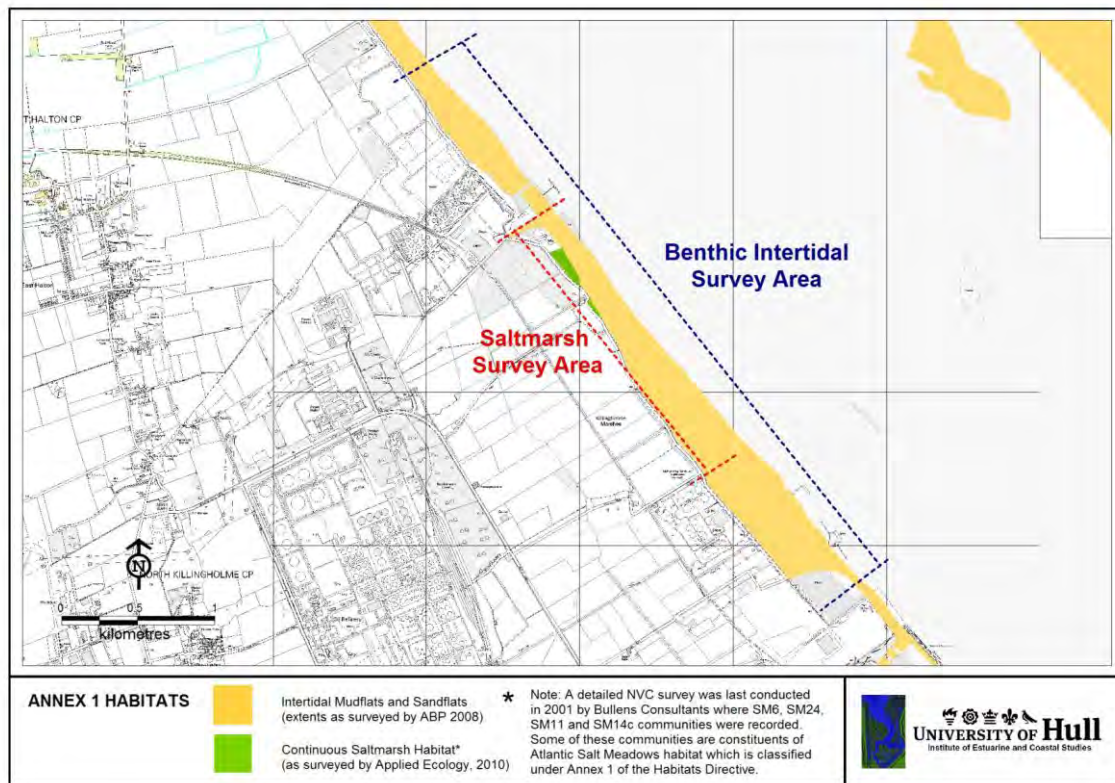 T HALTON CP
Benthic Intertidal
Survey Area
Saltmarsh
Survey Area
Killingholme
Marshes
N
NORTH KILLINGHOLME CP
0 0.5 1
kilometres
ANNEX 1 HABITATS
Intertidal Mudflats and Sandflats
(extents as surveyed by ABP 2008)
Continuous Saltmarsh Habitat*
(as surveyed by Applied Ecology, 2010)
* Note: A detailed NVC survey was last conducted
in 2001 by Bullens Consultants where SM6, SM24,
SM11 and SM14c communities were recorded.
Some of these communities are constituents of
Atlantic Salt Meadows habitat which is classified
under Annex 1 of the Habitats Directive.
UNIVERSITY OF Hull
Institute of Estuarine and Coastal Studies